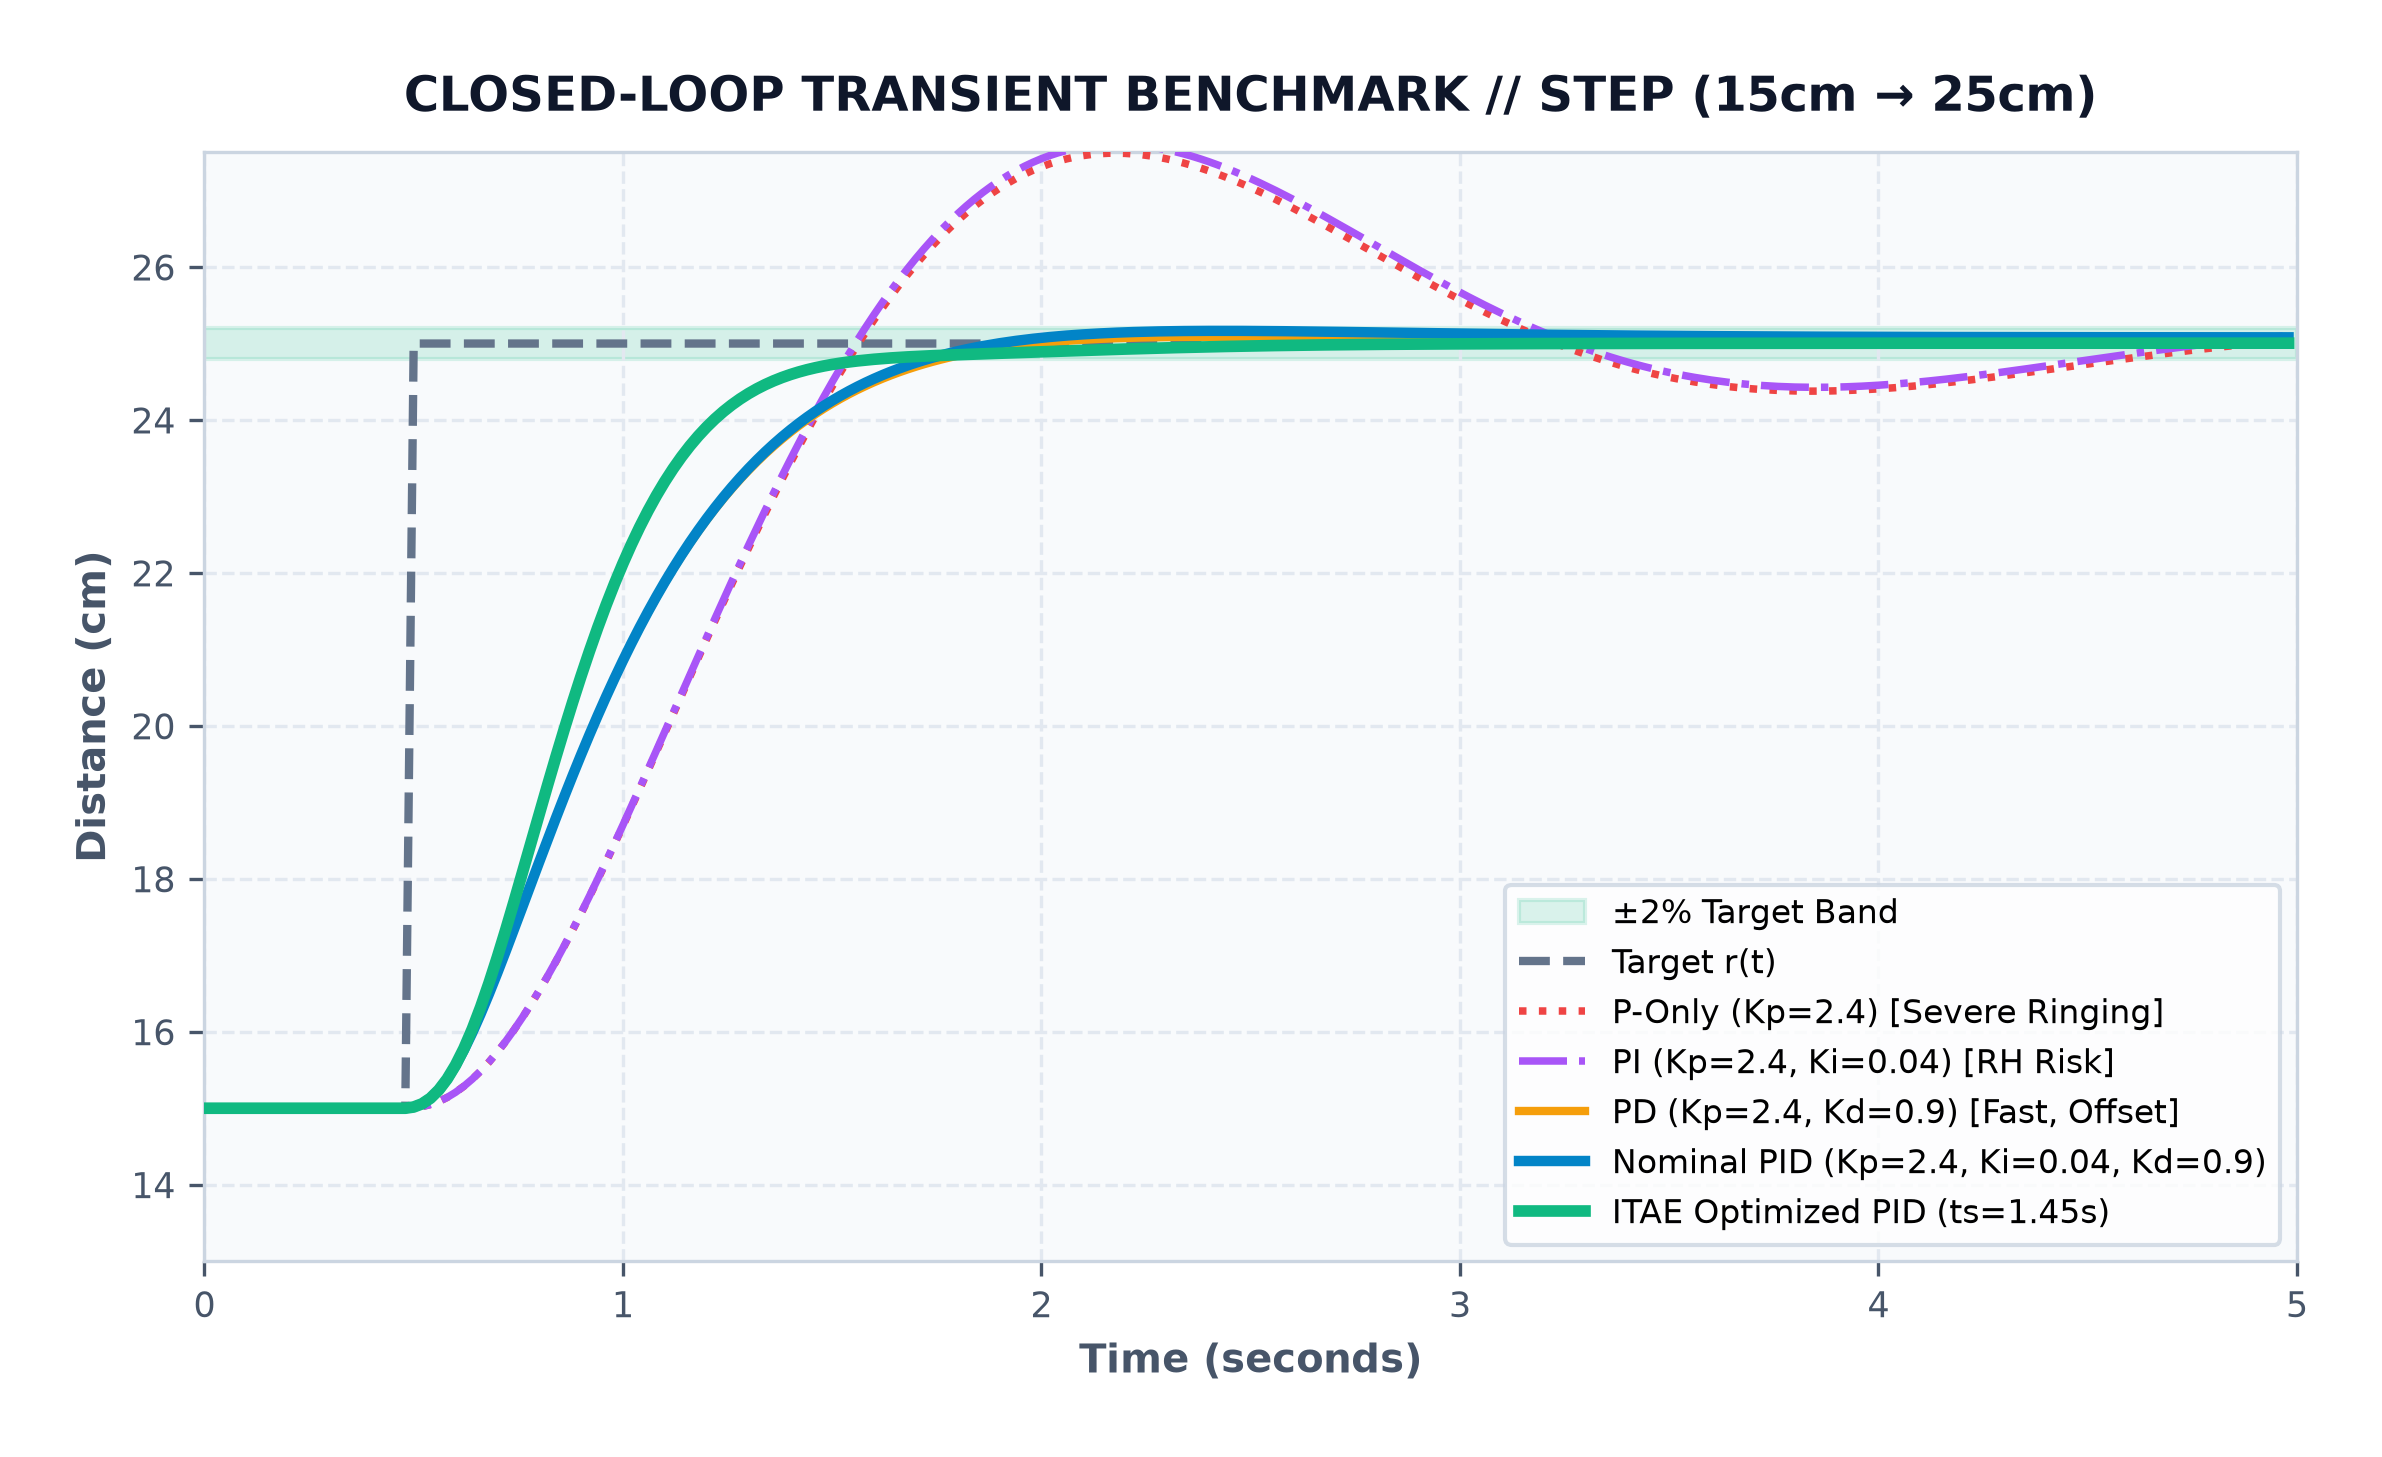 CLOSED-LOOP TRANSIENT BENCHMARK // STEP (15cm → 25cm)
Distance (cm)
26
24
22
20
18
16
14
±2% Target Band
Target r(t)
P-Only (Kp=2.4) [Severe Ringing]
PI (Kp=2.4, Ki=0.04) [RH Risk]
PD (Kp=2.4, Kd=0.9) [Fast, Offset]
Nominal PID (Kp=2.4, Ki=0.04, Kd=0.9)
ITAE Optimized PID (ts=1.45s)
0 1 2 3 4 5
Time (seconds)